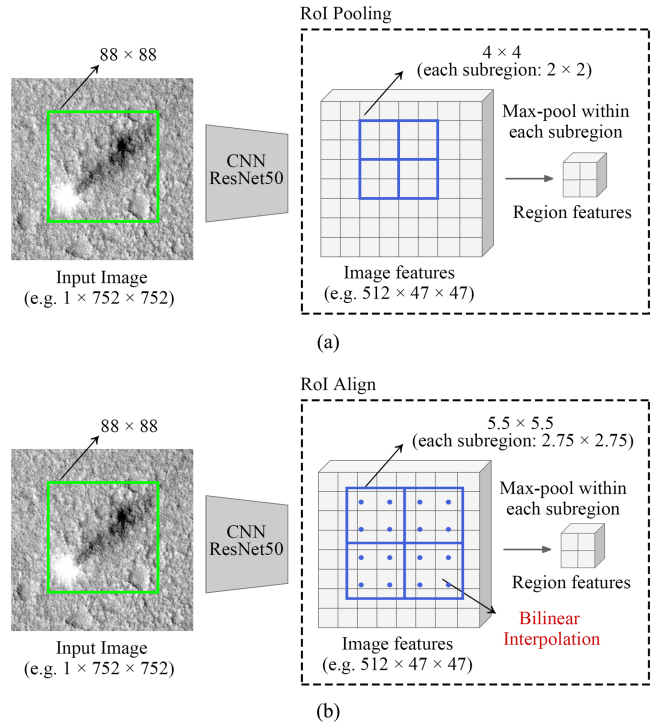 RoI Pooling
88 × 88
4 × 4
(each subregion: 2 × 2)
CNN
ResNet50
Max-pool within
each subregion
Region features
Input Image
(e.g. 1 × 752 × 752)
Image features
(e.g. 512 × 47 × 47)
(a)
RoI Align
88 × 88
5.5 × 5.5
(each subregion: 2.75 × 2.75)
CNN
ResNet50
Max-pool within
each subregion
Region features
Bilinear
Interpolation
Input Image
(e.g. 1 × 752 × 752)
Image features
(e.g. 512 × 47 × 47)
(b)